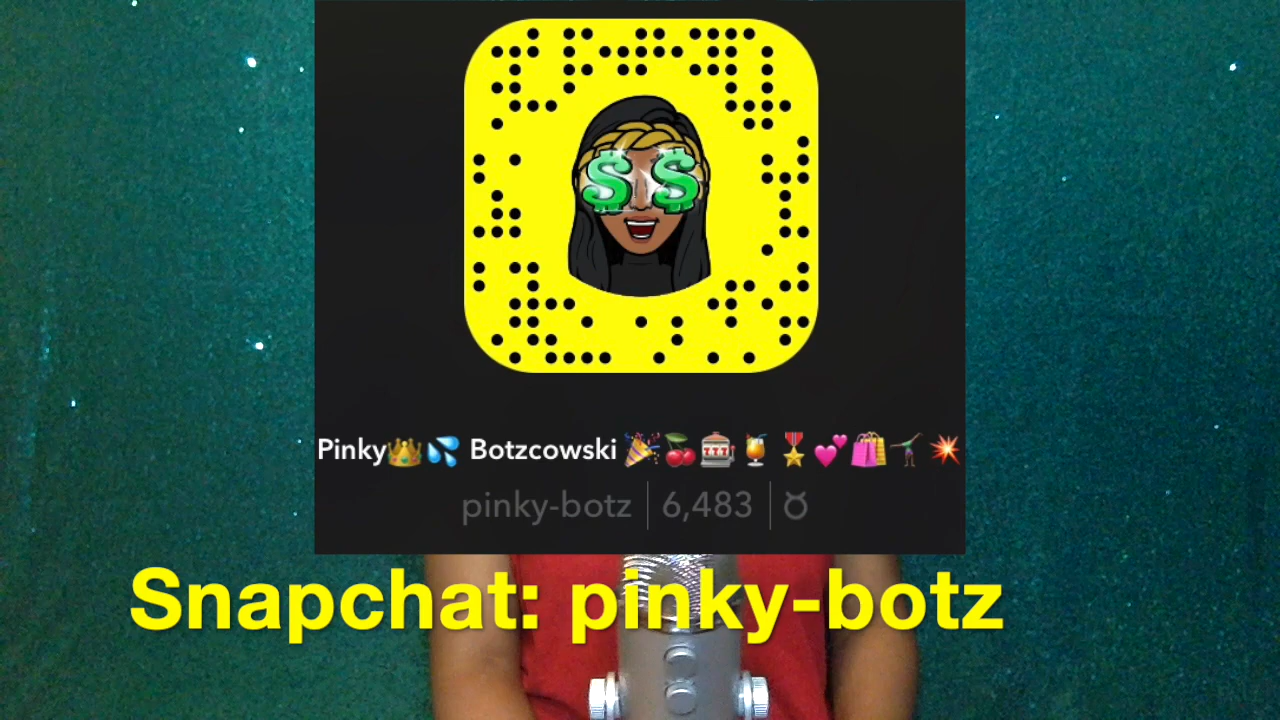 Pinky👑💦 Botzcowski 🎉🍒🎰🍹🎖💕🛍🤸💥
pinky-botz | 6,483 | ♉
Snapchat: pinky-botz